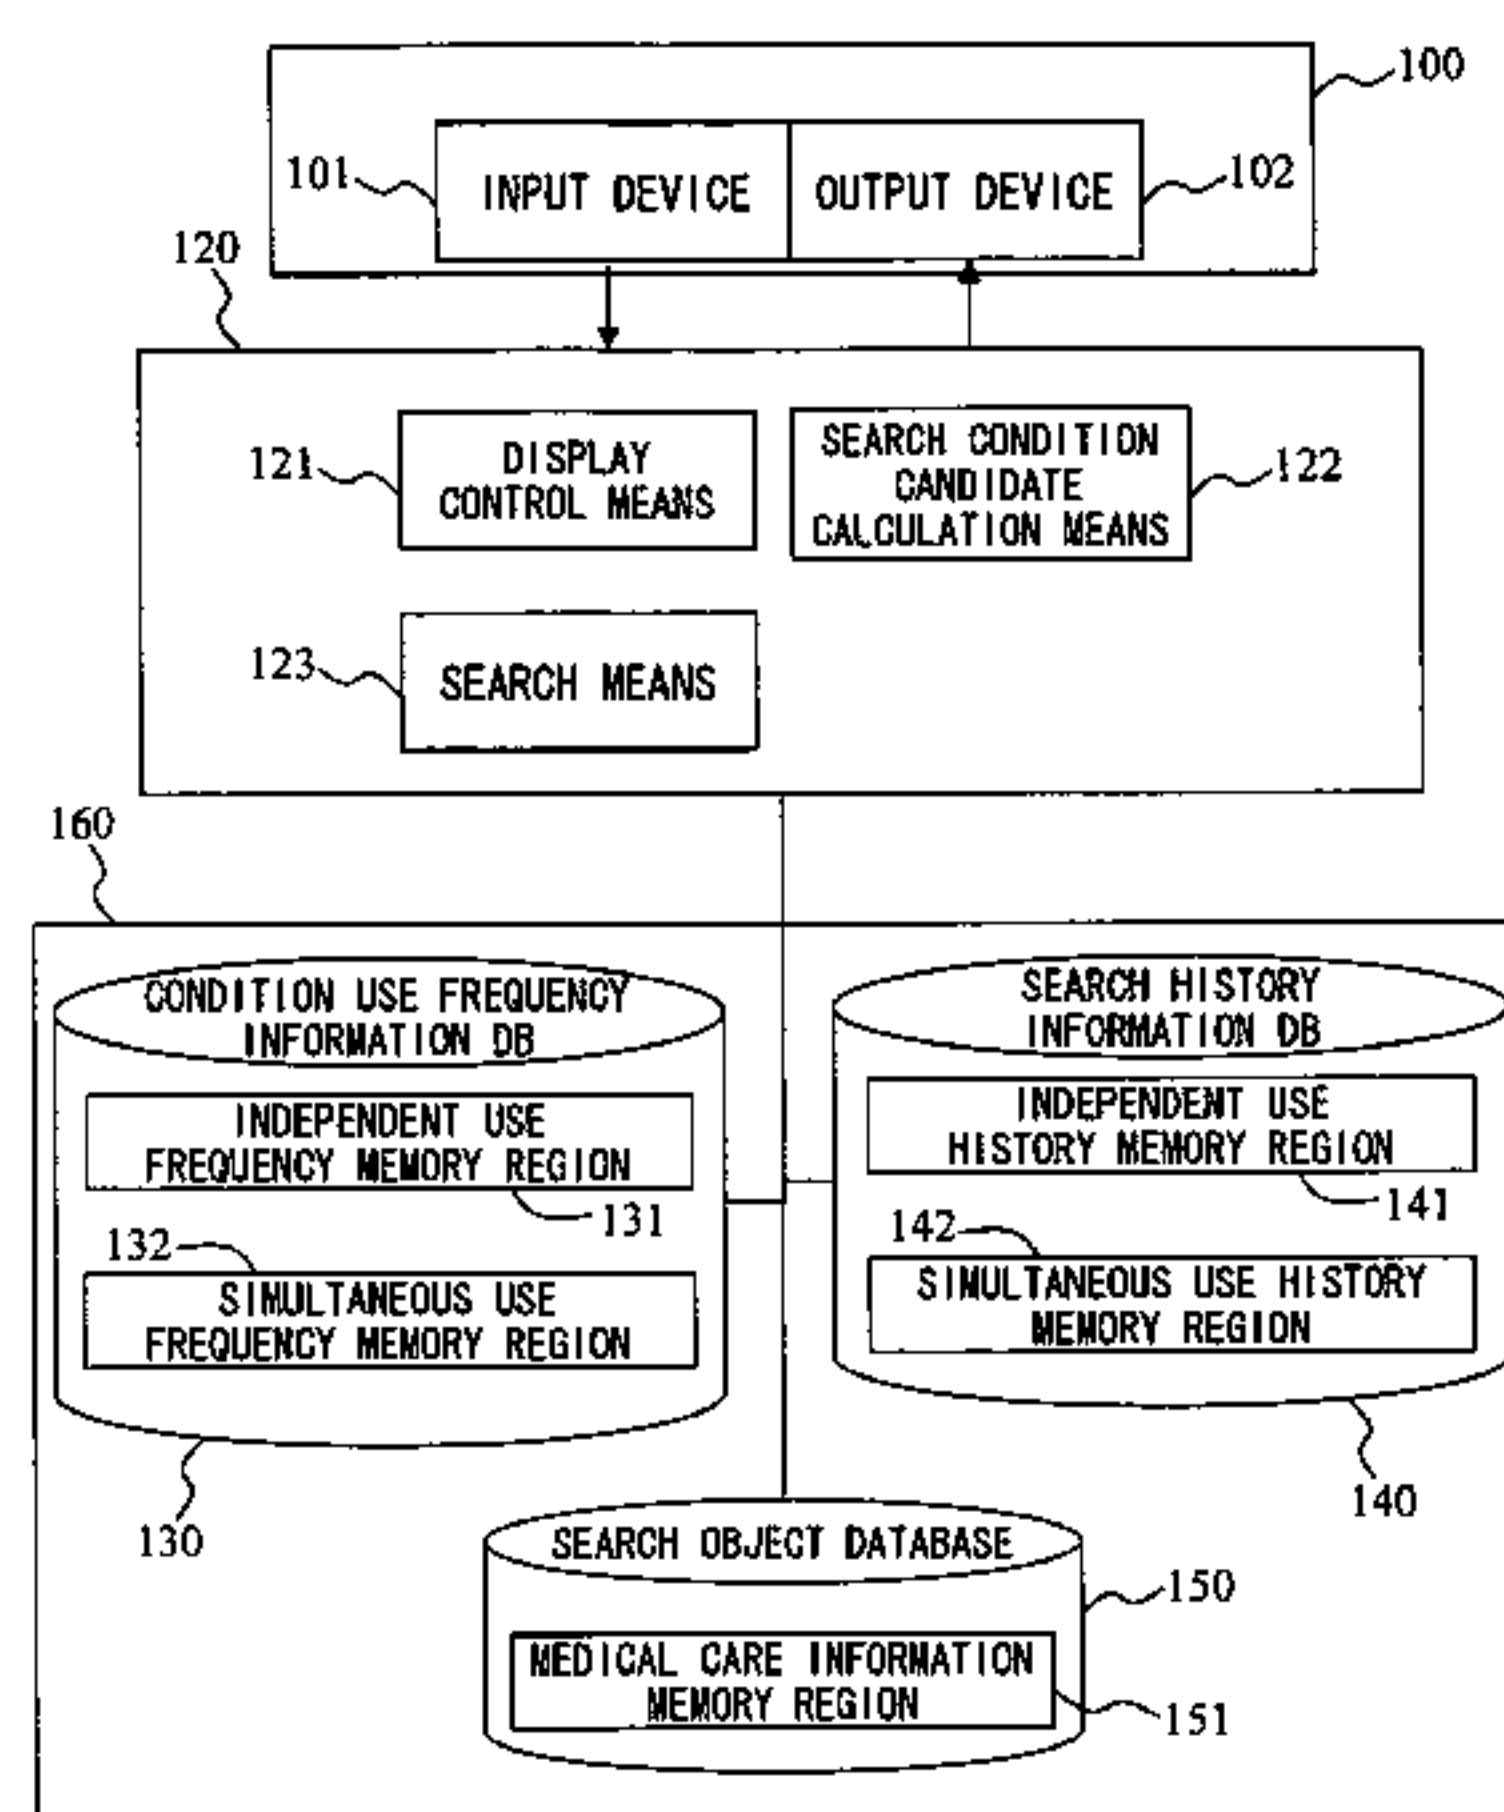 100
101
INPUT DEVICE
OUTPUT DEVICE
102
120
121
DISPLAY
CONTROL MEANS
SEARCH CONDITION
CANDIDATE
CALCULATION MEANS
122
123
SEARCH MEANS
160
CONDITION USE FREQUENCY
INFORMATION DB
INDEPENDENT USE
FREQUENCY MEMORY REGION
131
132
SIMULTANEOUS USE
FREQUENCY MEMORY REGION
130
SEARCH HISTORY
INFORMATION DB
INDEPENDENT USE
HISTORY MEMORY REGION
141
142
SIMULTANEOUS USE HISTORY
MEMORY REGION
140
SEARCH OBJECT DATABASE
150
MEDICAL CARE INFORMATION
MEMORY REGION
151